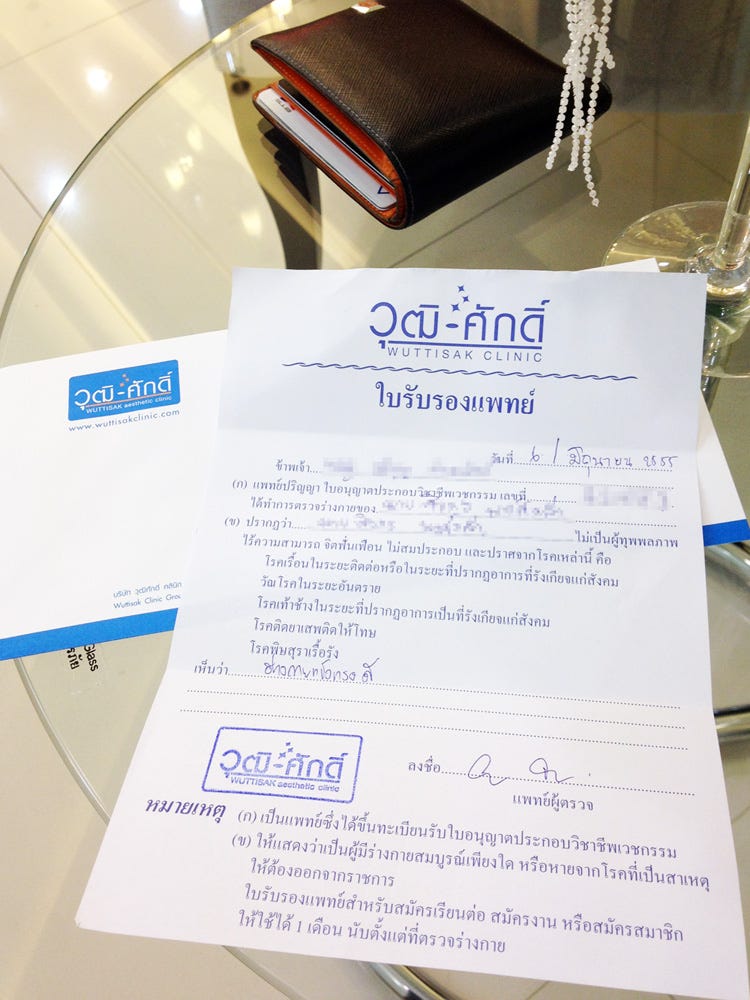 วุฒิ-ศักดิ์
WUTTISAK CLINIC
ใบรับรองแพทย์
วันที่ 6 / มิถุนายน 2555
ข้าพเจ้า
(ก) แพทย์ปริญญา ใบอนุญาตประกอบวิชาชีพเวชกรรม เลขที่
ได้ทำการตรวจร่างกายของ
(ข) ปรากฏว่า ไม่เป็นผู้ทุพพลภาพ
ไร้ความสามารถ จิตฟั่นเฟือน ไม่สมประกอบ และปราศจากโรคเหล่านี้ คือ
โรคเรื้อนในระยะติดต่อหรือในระยะที่ปรากฏอาการที่รังเกียจแก่สังคม
วัณโรคในระยะอันตราย
โรคเท้าช้างในระยะที่ปรากฏอาการเป็นที่รังเกียจแก่สังคม
โรคติดยาเสพติดให้โทษ
โรคพิษสุราเรื้อรัง
เห็นว่า
วุฒิ-ศักดิ์
WUTTISAK aesthetic clinic
ลงชื่อ
แพทย์ผู้ตรวจ
หมายเหตุ (ก) เป็นแพทย์ซึ่งได้ขึ้นทะเบียนรับใบอนุญาตประกอบวิชาชีพเวชกรรม
(ข) ให้แสดงว่าเป็นผู้มีร่างกายสมบูรณ์เพียงใด หรือหายจากโรคที่เป็นสาเหตุ
ให้ต้องออกจากราชการ
ใบรับรองแพทย์สำหรับสมัครเรียนต่อ สมัครงาน หรือสมัครสมาชิก
ให้ใช้ได้ 1 เดือน นับตั้งแต่ที่ตรวจร่างกาย
วุฒิ-ศักดิ์
WUTTISAK aesthetic clinic
www.wuttisakclinic.com
บริษัท วุฒิศักดิ์ คลินิก
Wuttisak Clinic Grou
Glass